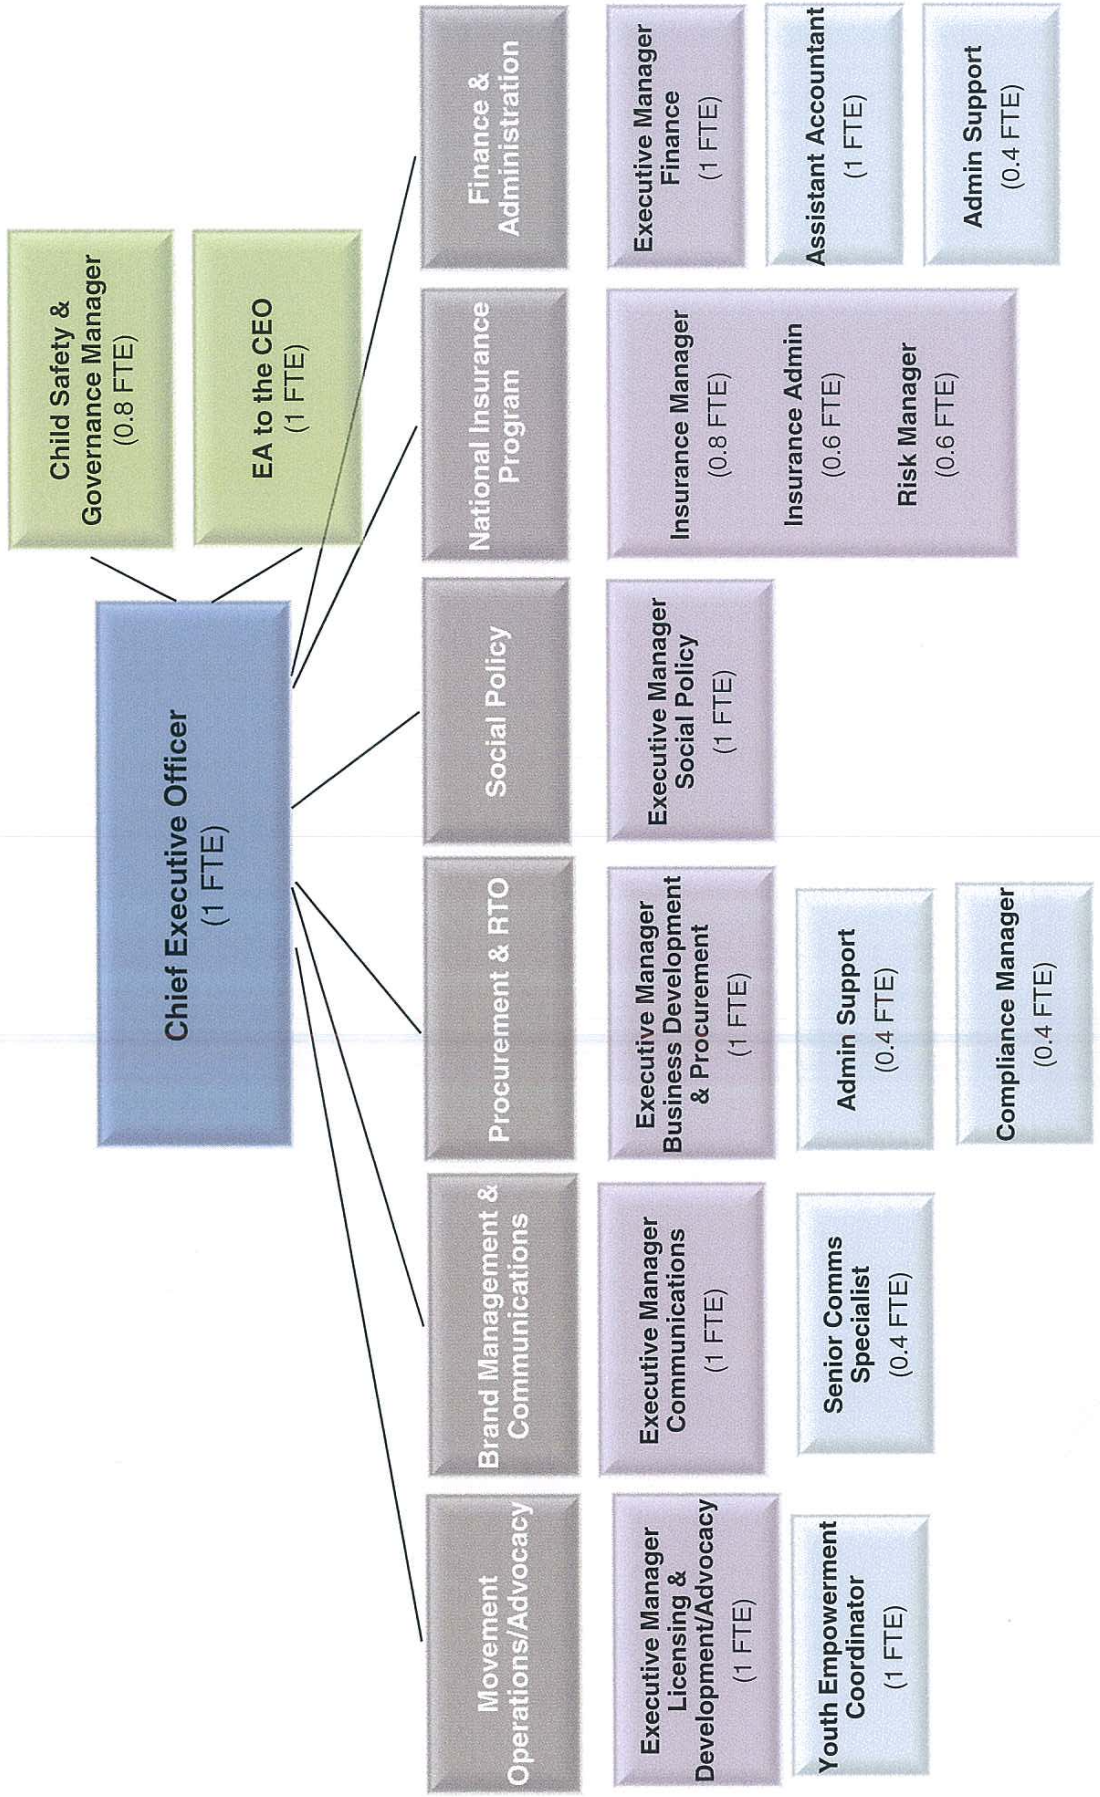 Chief Executive Officer
(1 FTE)
Child Safety &
Governance Manager
(0.8 FTE)
EA to the CEO
(1 FTE)
Movement
Operations/Advocacy
Executive Manager
Licensing &
Development/Advocacy
(1 FTE)
Youth Empowerment
Coordinator
(1 FTE)
Brand Management &
Communications
Executive Manager
Communications
(1 FTE)
Senior Comms
Specialist
(0.4 FTE)
Procurement & RTO
Executive Manager
Business Development
& Procurement
(1 FTE)
Admin Support
(0.4 FTE)
Compliance Manager
(0.4 FTE)
Social Policy
Executive Manager
Social Policy
(1 FTE)
National Insurance
Program
Insurance Manager
(0.8 FTE)
Insurance Admin
(0.6 FTE)
Risk Manager
(0.6 FTE)
Finance &
Administration
Executive Manager
Finance
(1 FTE)
Assistant Accountant
(1 FTE)
Admin Support
(0.4 FTE)